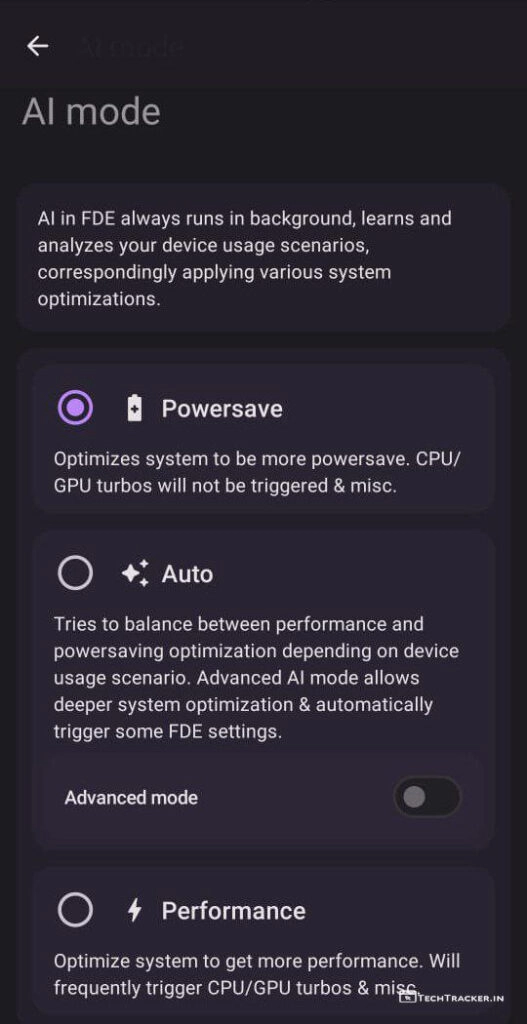 AI mode
AI mode
AI in FDE always runs in background, learns and
analyzes your device usage scenarios,
correspondingly applying various system
optimizations.
Powersave
Optimizes system to be more powersave. CPU/
GPU turbos will not be triggered & misc.
Auto
Tries to balance between performance and
powersaving optimization depending on device
usage scenario. Advanced AI mode allows
deeper system optimization & automatically
trigger some FDE settings.
Advanced mode
Performance
Optimize system to get more performance. Will
frequently trigger CPU/GPU turbos & misc.
TechTracker.in